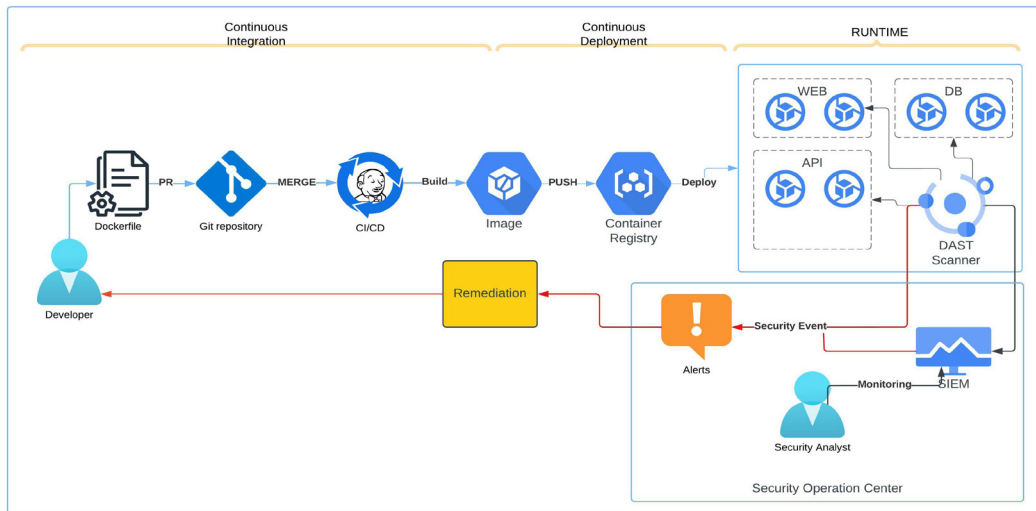 Continuous
Integration
Continuous
Deployment
RUNTIME
WEB
DB
API
PR
MERGE
Build
PUSH
Deploy
Dockerfile
Git repository
CI/CD
Image
Container
Registry
DAST
Scanner
Developer
Remediation
Alerts
Security Event
SIEM
Monitoring
Security Analyst
Security Operation Center